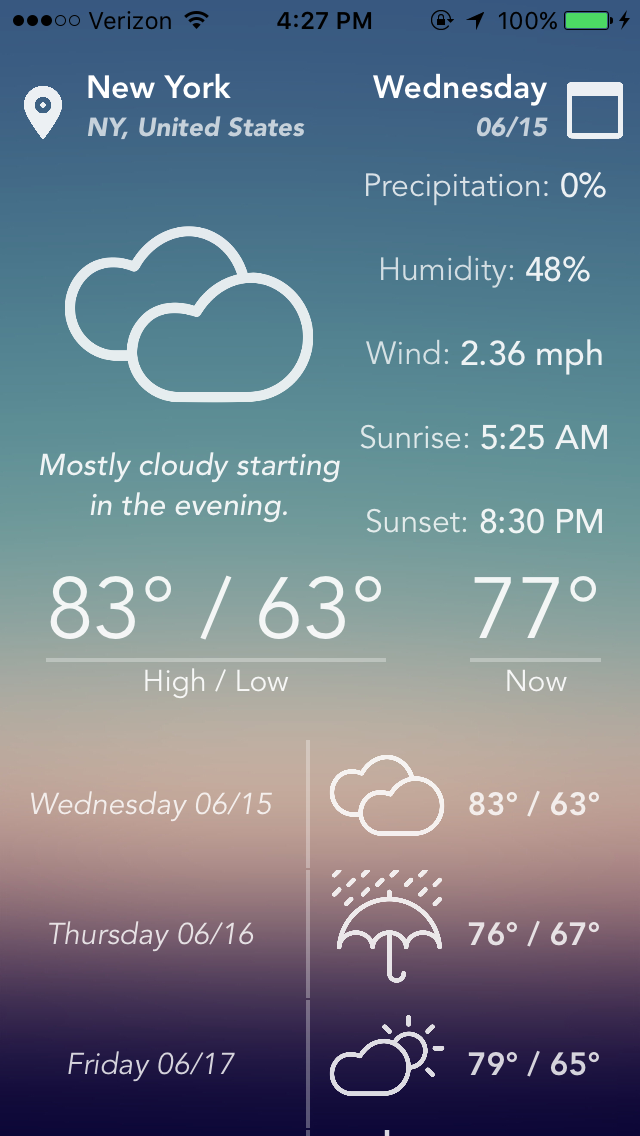 Verizon 4:27 PM 100%
New York
NY, United States
Wednesday
06/15
Precipitation: 0%
Humidity: 48%
Wind: 2.36 mph
Sunrise: 5:25 AM
Sunset: 8:30 PM
Mostly cloudy starting
in the evening.
83° / 63°
High / Low
77°
Now
Wednesday 06/15 83° / 63°
Thursday 06/16 76° / 67°
Friday 06/17 79° / 65°